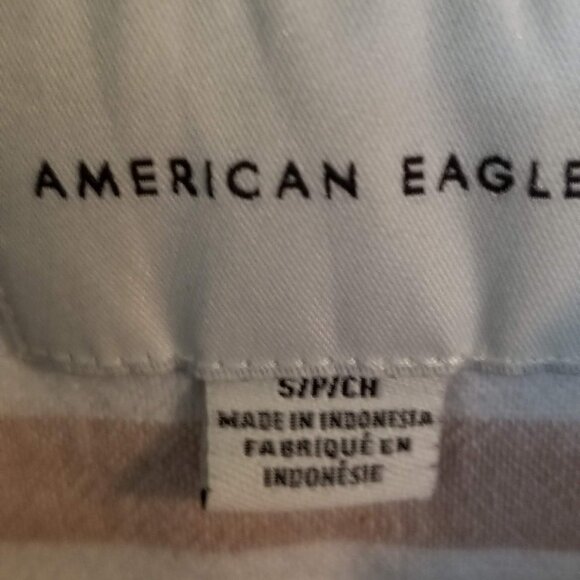 AMERICAN EAGLE
S/P/CH
MADE IN INDONESIA
FABRIQUÉ EN
INDONÉSIE